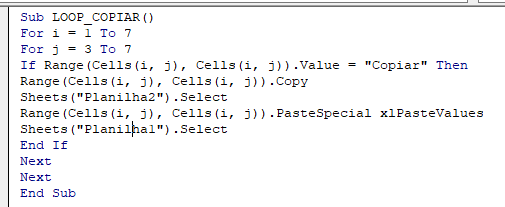 Sub LOOP_COPIAR()
For i = 1 To 7
For j = 3 To 7
If Range(Cells(i, j), Cells(i, j)).Value = "Copiar" Then
Range(Cells(i, j), Cells(i, j)).Copy
Sheets("Planilha2").Select
Range(Cells(i, j), Cells(i, j)).PasteSpecial xlPasteValues
Sheets("Planilha1").Select
End If
Next
Next
End Sub